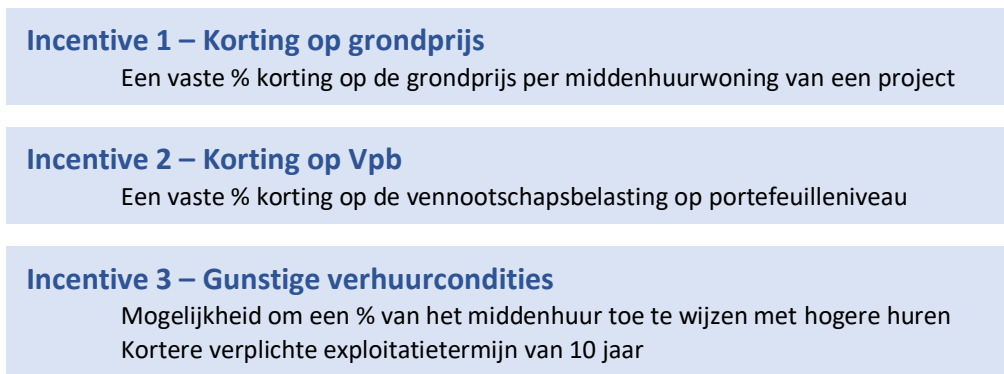 Incentive 1 – Korting op grondprijs
Een vaste % korting op de grondprijs per middenhuurwoning van een project
Incentive 2 – Korting op Vpb
Een vaste % korting op de vennootschapsbelasting op portefeuilleniveau
Incentive 3 – Gunstige verhuurcondities
Mogelijkheid om een % van het middenhuur toe te wijzen met hogere huren
Kortere verplichte exploitatietermijn van 10 jaar